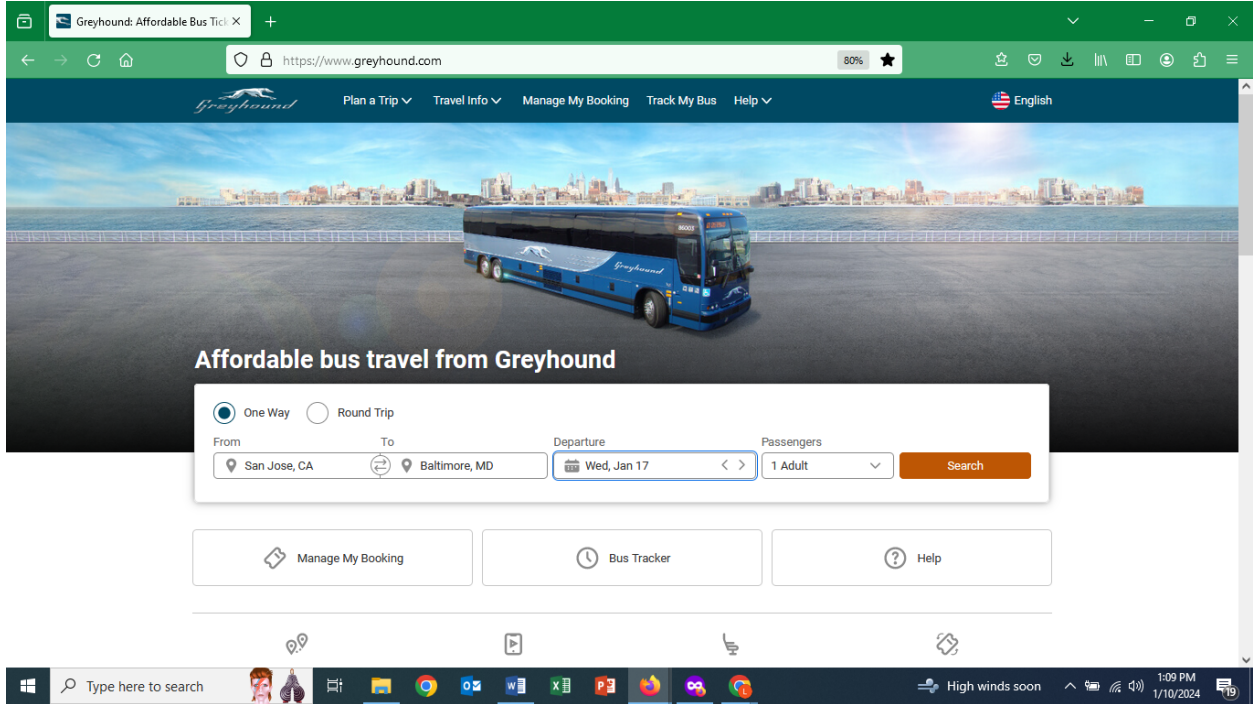 Greyhound: Affordable Bus Tick
https://www.greyhound.com
80%
Greyhound
Plan a Trip Travel Info Manage My Booking Track My Bus Help
English
86003
Greyhound
Affordable bus travel from Greyhound
One Way Round Trip
From To Departure Passengers
San Jose, CA Baltimore, MD Wed, Jan 17 1 Adult Search
Manage My Booking Bus Tracker Help
Type here to search
High winds soon
1:09 PM
1/10/2024
19